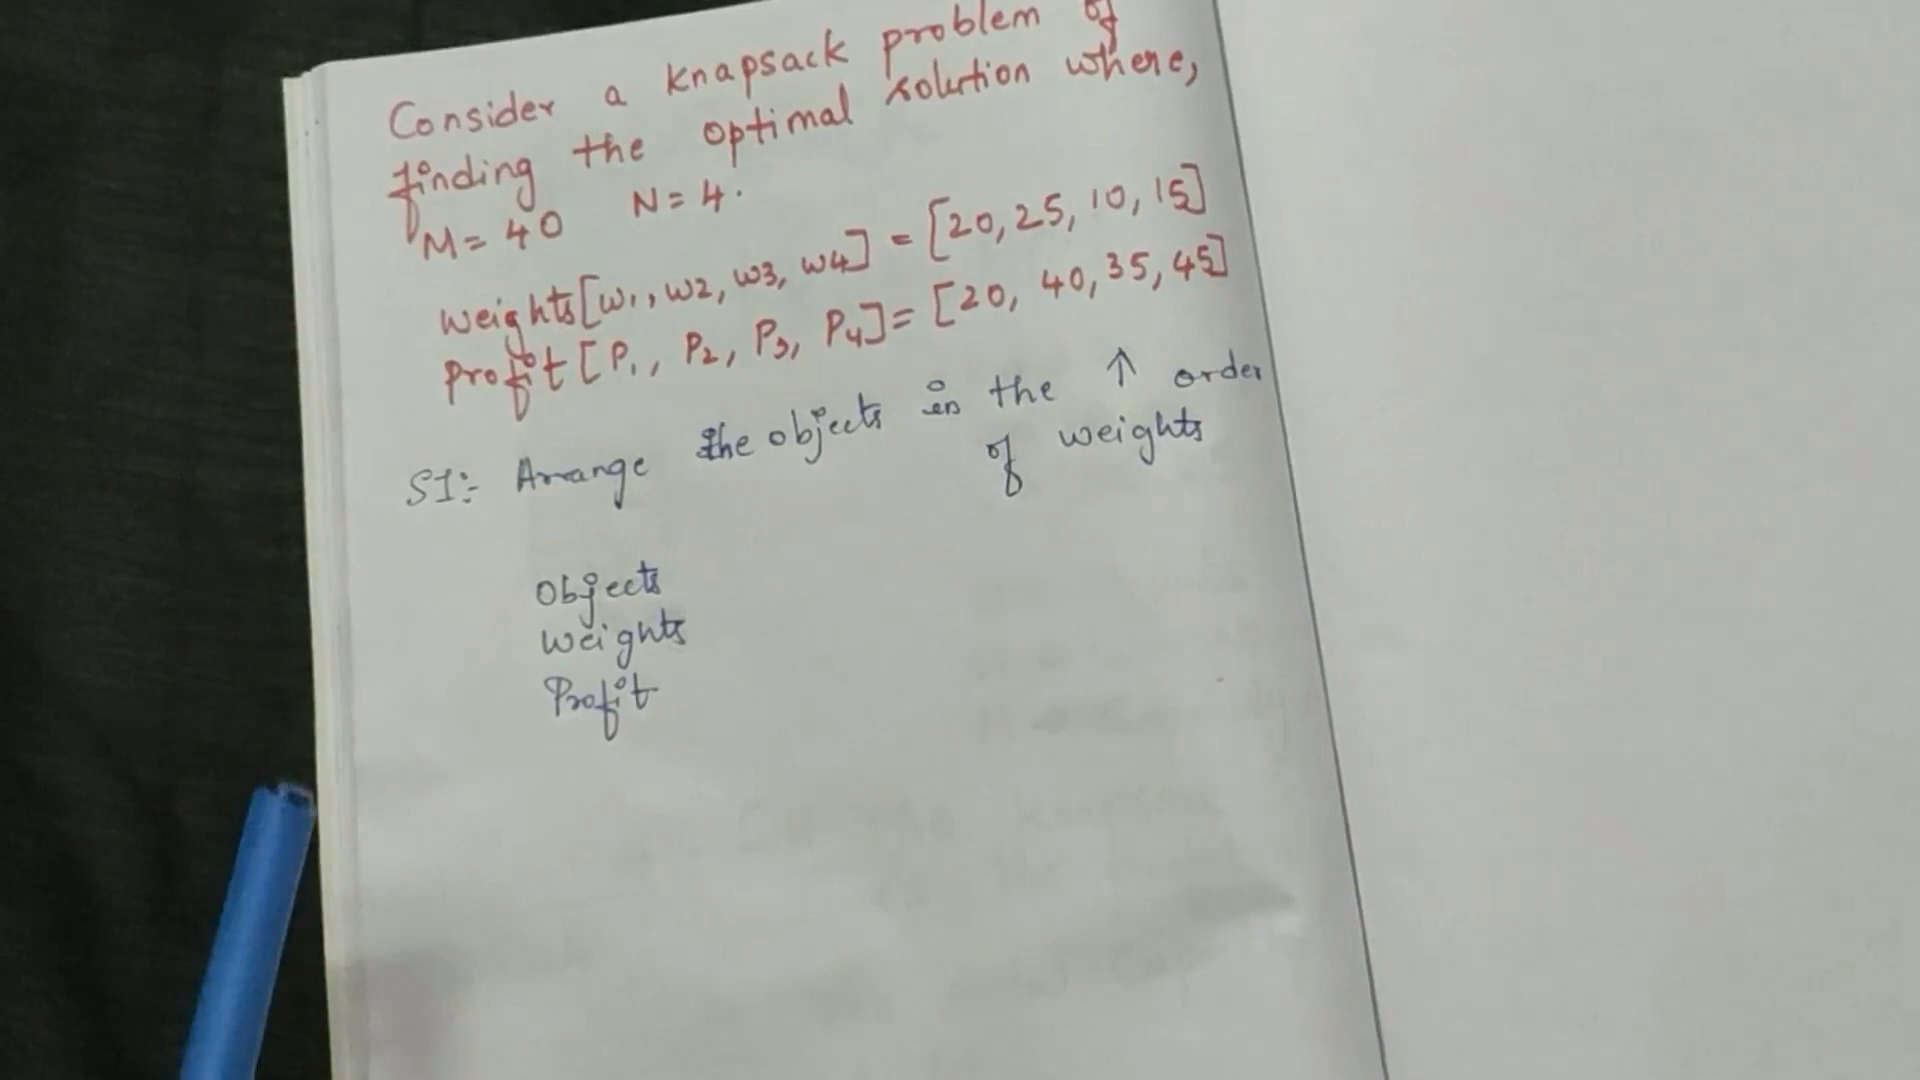 Consider a knapsack problem of
finding the optimal solution where,
M = 40 N = 4.
weights[w1, w2, w3, w4] = [20, 25, 10, 15]
Profit [P1, P2, P3, P4] = [20, 40, 35, 45]
S1:- Arrange the objects in the ↑ order
of weights
Objects
Weights
Profit